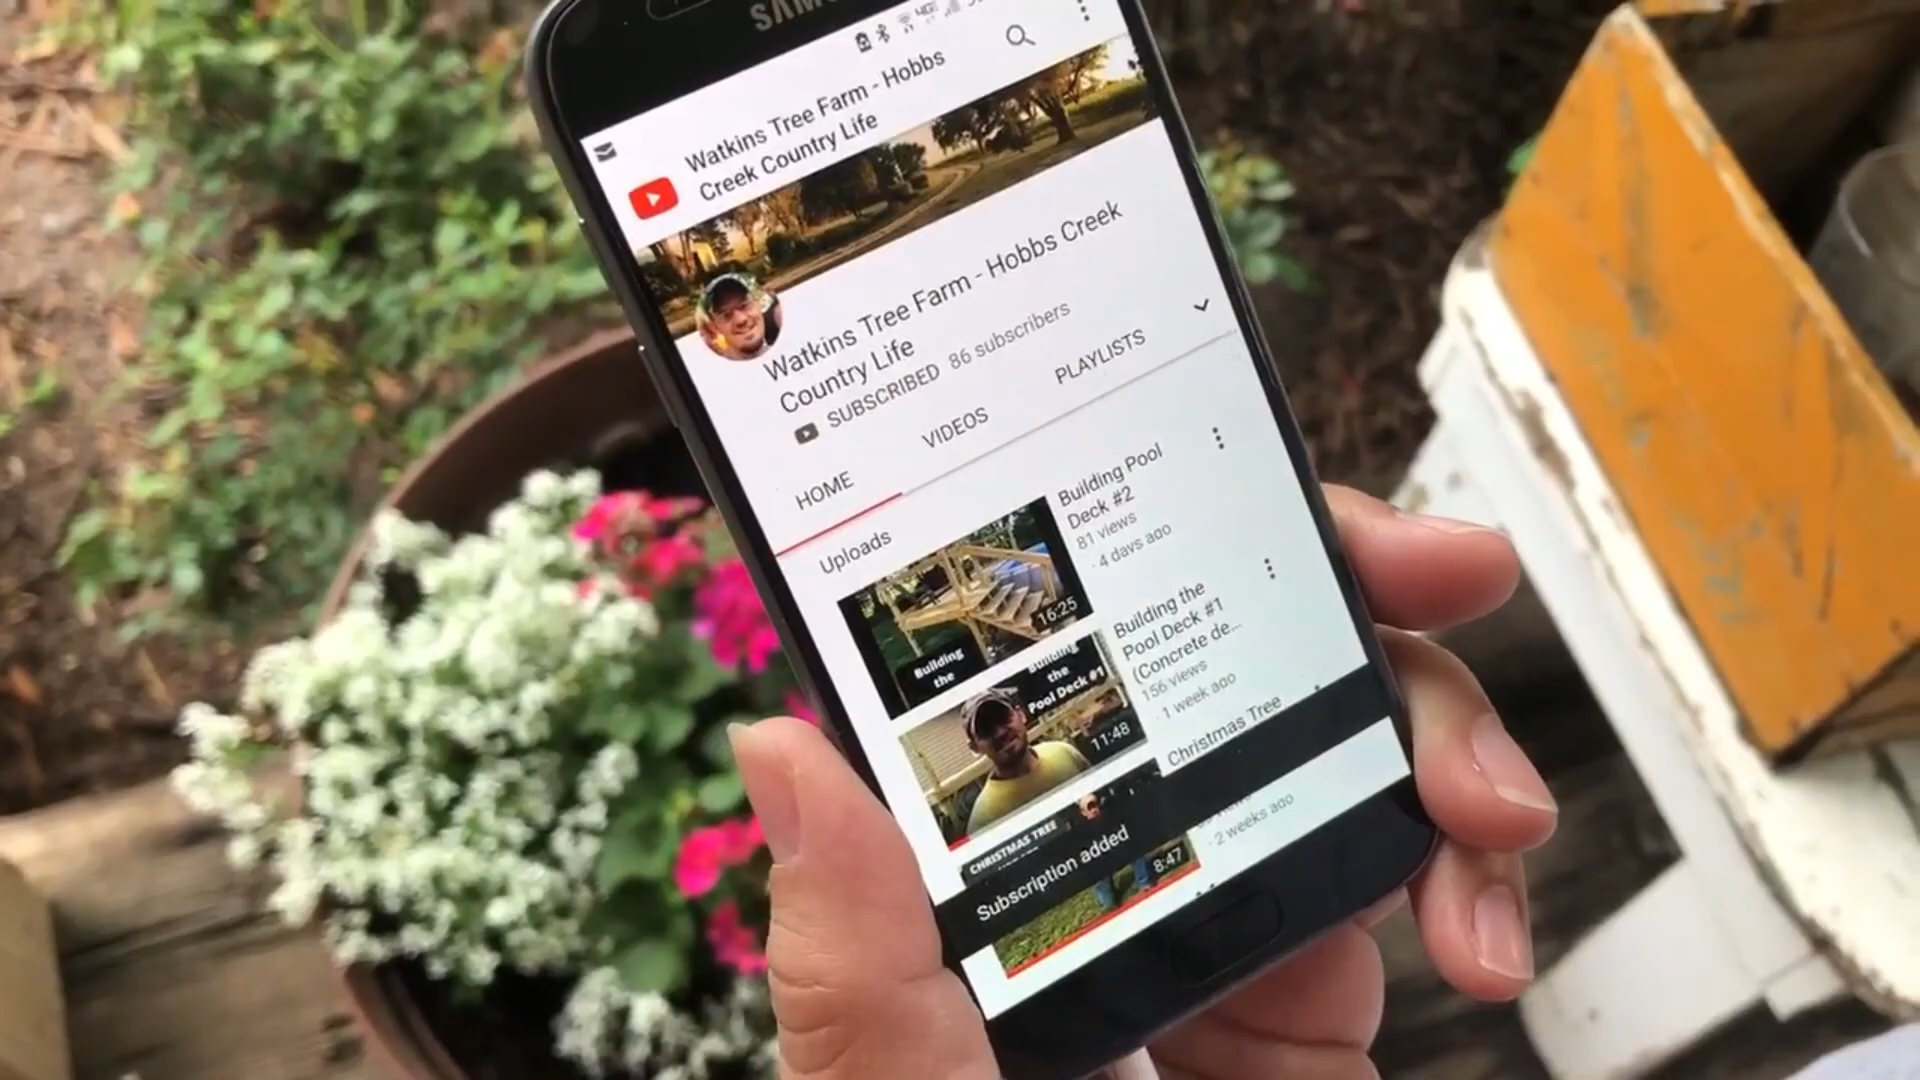 Watkins Tree Farm - Hobbs
Creek Country Life
Watkins Tree Farm - Hobbs Creek
Country Life
SUBSCRIBED 86 subscribers
HOME
VIDEOS
PLAYLISTS
Uploads
Building Pool
Deck #2
81 views
· 4 days ago
16:25
Building
the
Building the
Pool Deck #1
(Concrete de...
156 views
· 1 week ago
Building
the
Pool Deck #1
11:48
Christmas Tree
· 2 weeks ago
CHRISTMAS TREE
8:47
Subscription added